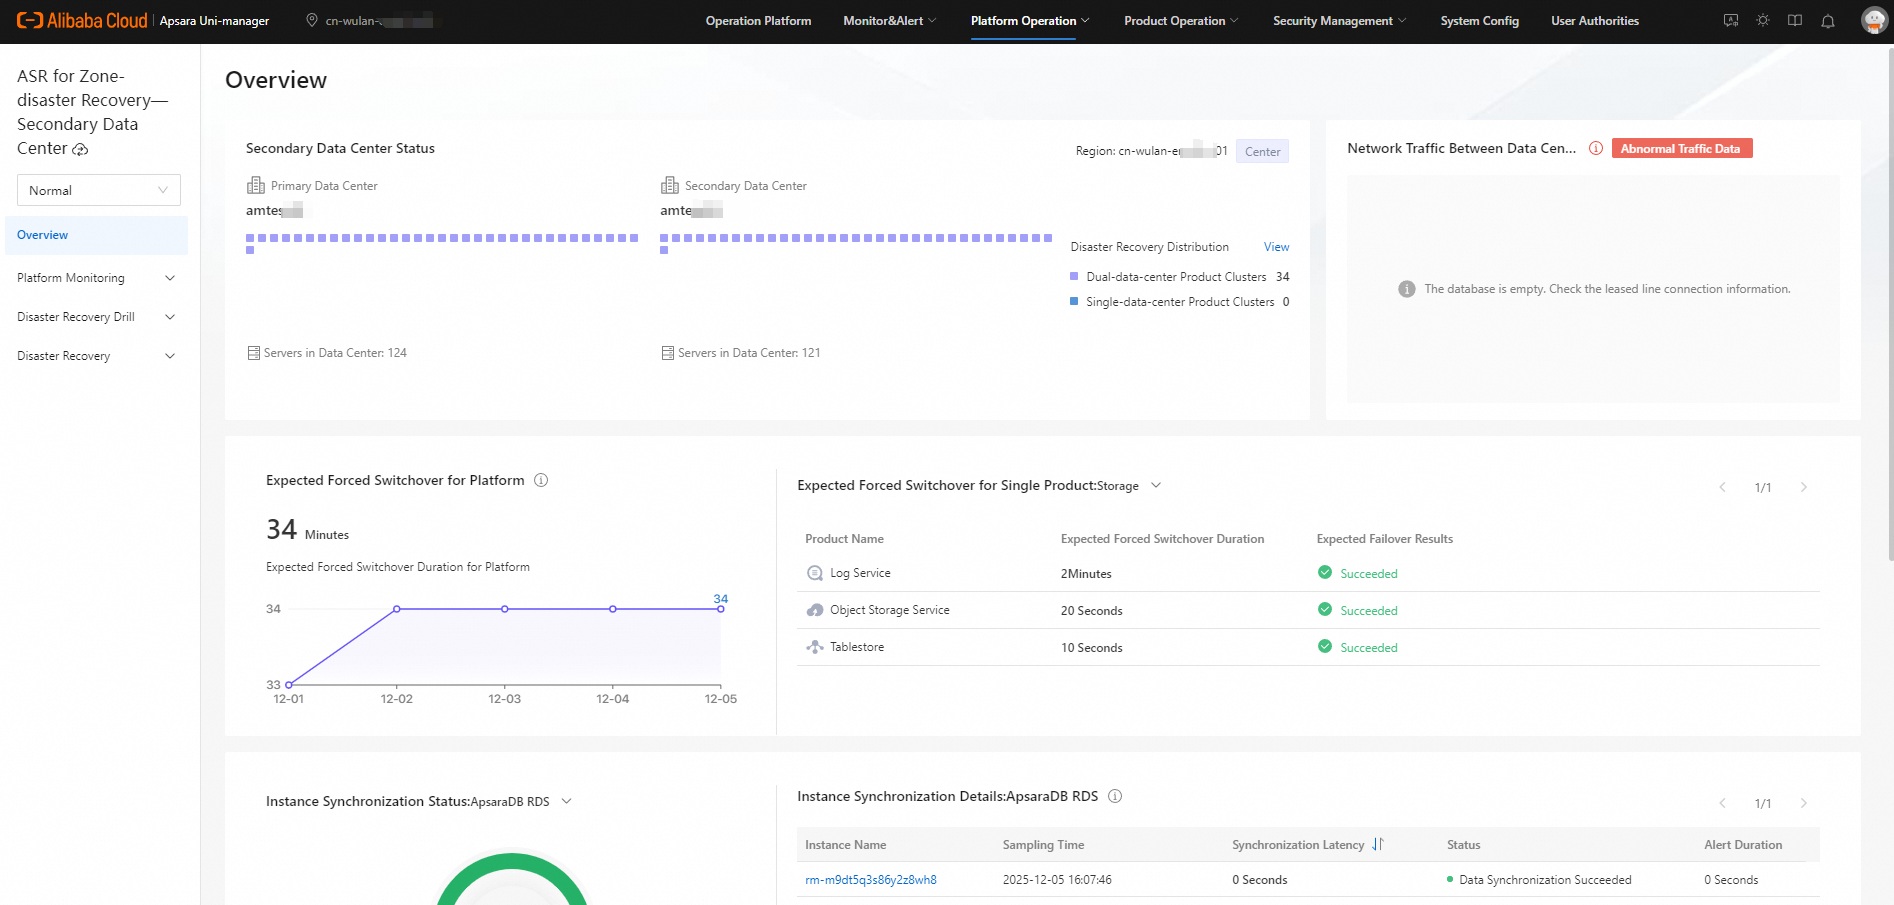 Alibaba Cloud | Apsara Uni-manager
cn-wulan-
Operation Platform
Monitor&Alert
Platform Operation
Product Operation
Security Management
System Config
User Authorities
ASR for Zone-
disaster Recovery—
Secondary Data
Center
Normal
Overview
Platform Monitoring
Disaster Recovery Drill
Disaster Recovery
Overview
Secondary Data Center Status
Region: cn-wulan-e 01
Center
Primary Data Center
amtes
Secondary Data Center
amte
Disaster Recovery Distribution
View
Dual-data-center Product Clusters 34
Single-data-center Product Clusters 0
Servers in Data Center: 124
Servers in Data Center: 121
Network Traffic Between Data Cen...
Abnormal Traffic Data
The database is empty. Check the leased line connection information.
Expected Forced Switchover for Platform
34 Minutes
Expected Forced Switchover Duration for Platform
34
34
33
12-01
12-02
12-03
12-04
12-05
Expected Forced Switchover for Single Product:Storage
1/1
Product Name
Expected Forced Switchover Duration
Expected Failover Results
Log Service
2Minutes
Succeeded
Object Storage Service
20 Seconds
Succeeded
Tablestore
10 Seconds
Succeeded
Instance Synchronization Status:ApsaraDB RDS
Instance Synchronization Details:ApsaraDB RDS
1/1
Instance Name
Sampling Time
Synchronization Latency
Status
Alert Duration
rm-m9dt5q3s86y2z8wh8
2025-12-05 16:07:46
0 Seconds
Data Synchronization Succeeded
0 Seconds